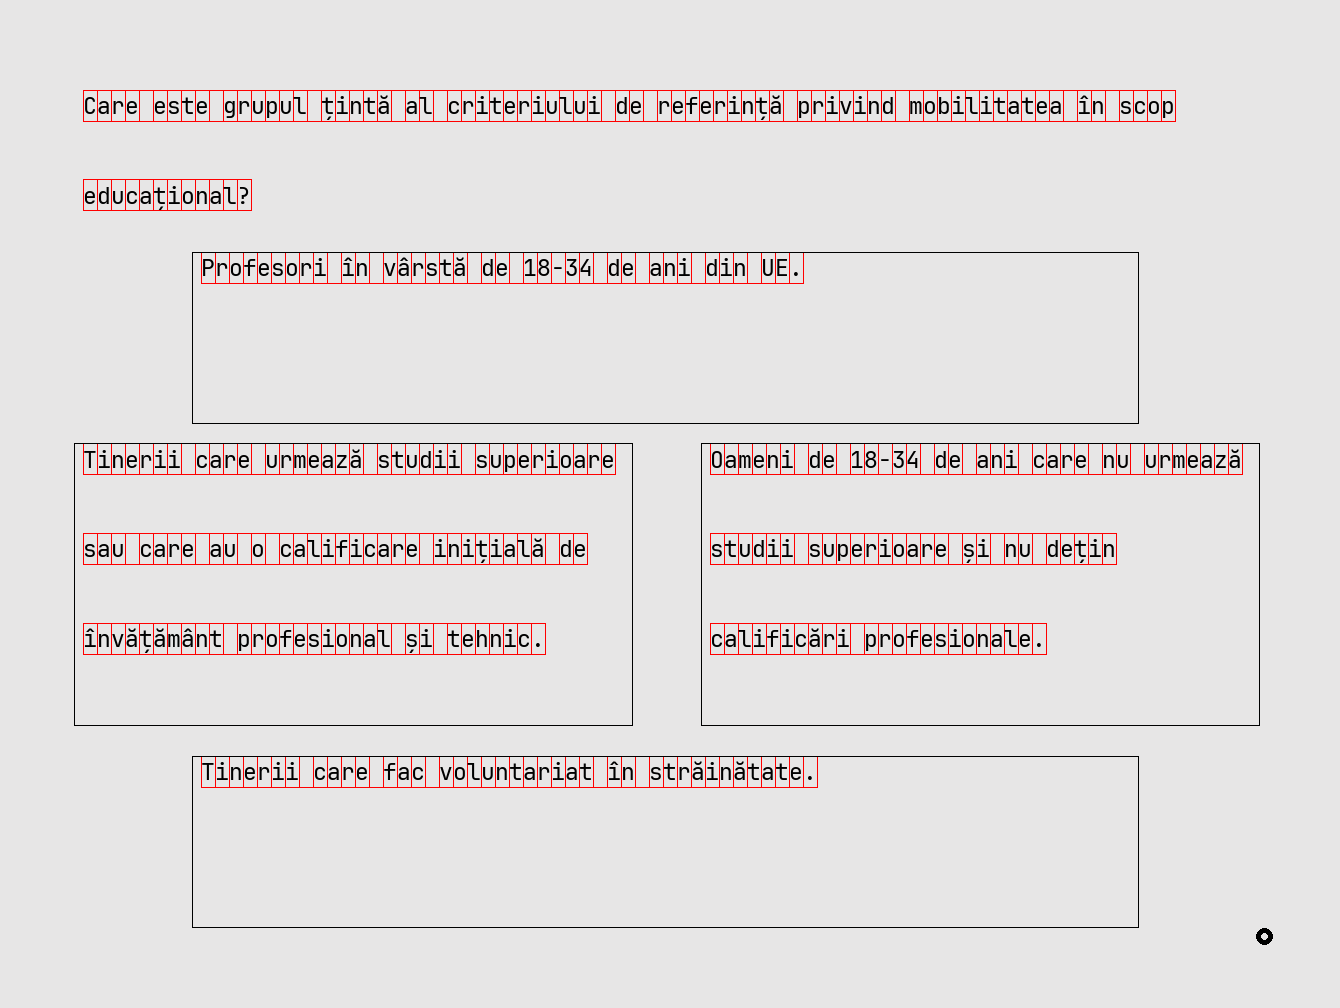 Care este grupul țintă al criteriului de referință privind mobilitatea în scop
educațional?
Profesori în vârstă de 18-34 de ani din UE.
Tinerii care urmează studii superioare
sau care au o calificare inițială de
învățământ profesional și tehnic.
Oameni de 18-34 de ani care nu urmează
studii superioare și nu dețin
calificări profesionale.
Tinerii care fac voluntariat în străinătate.